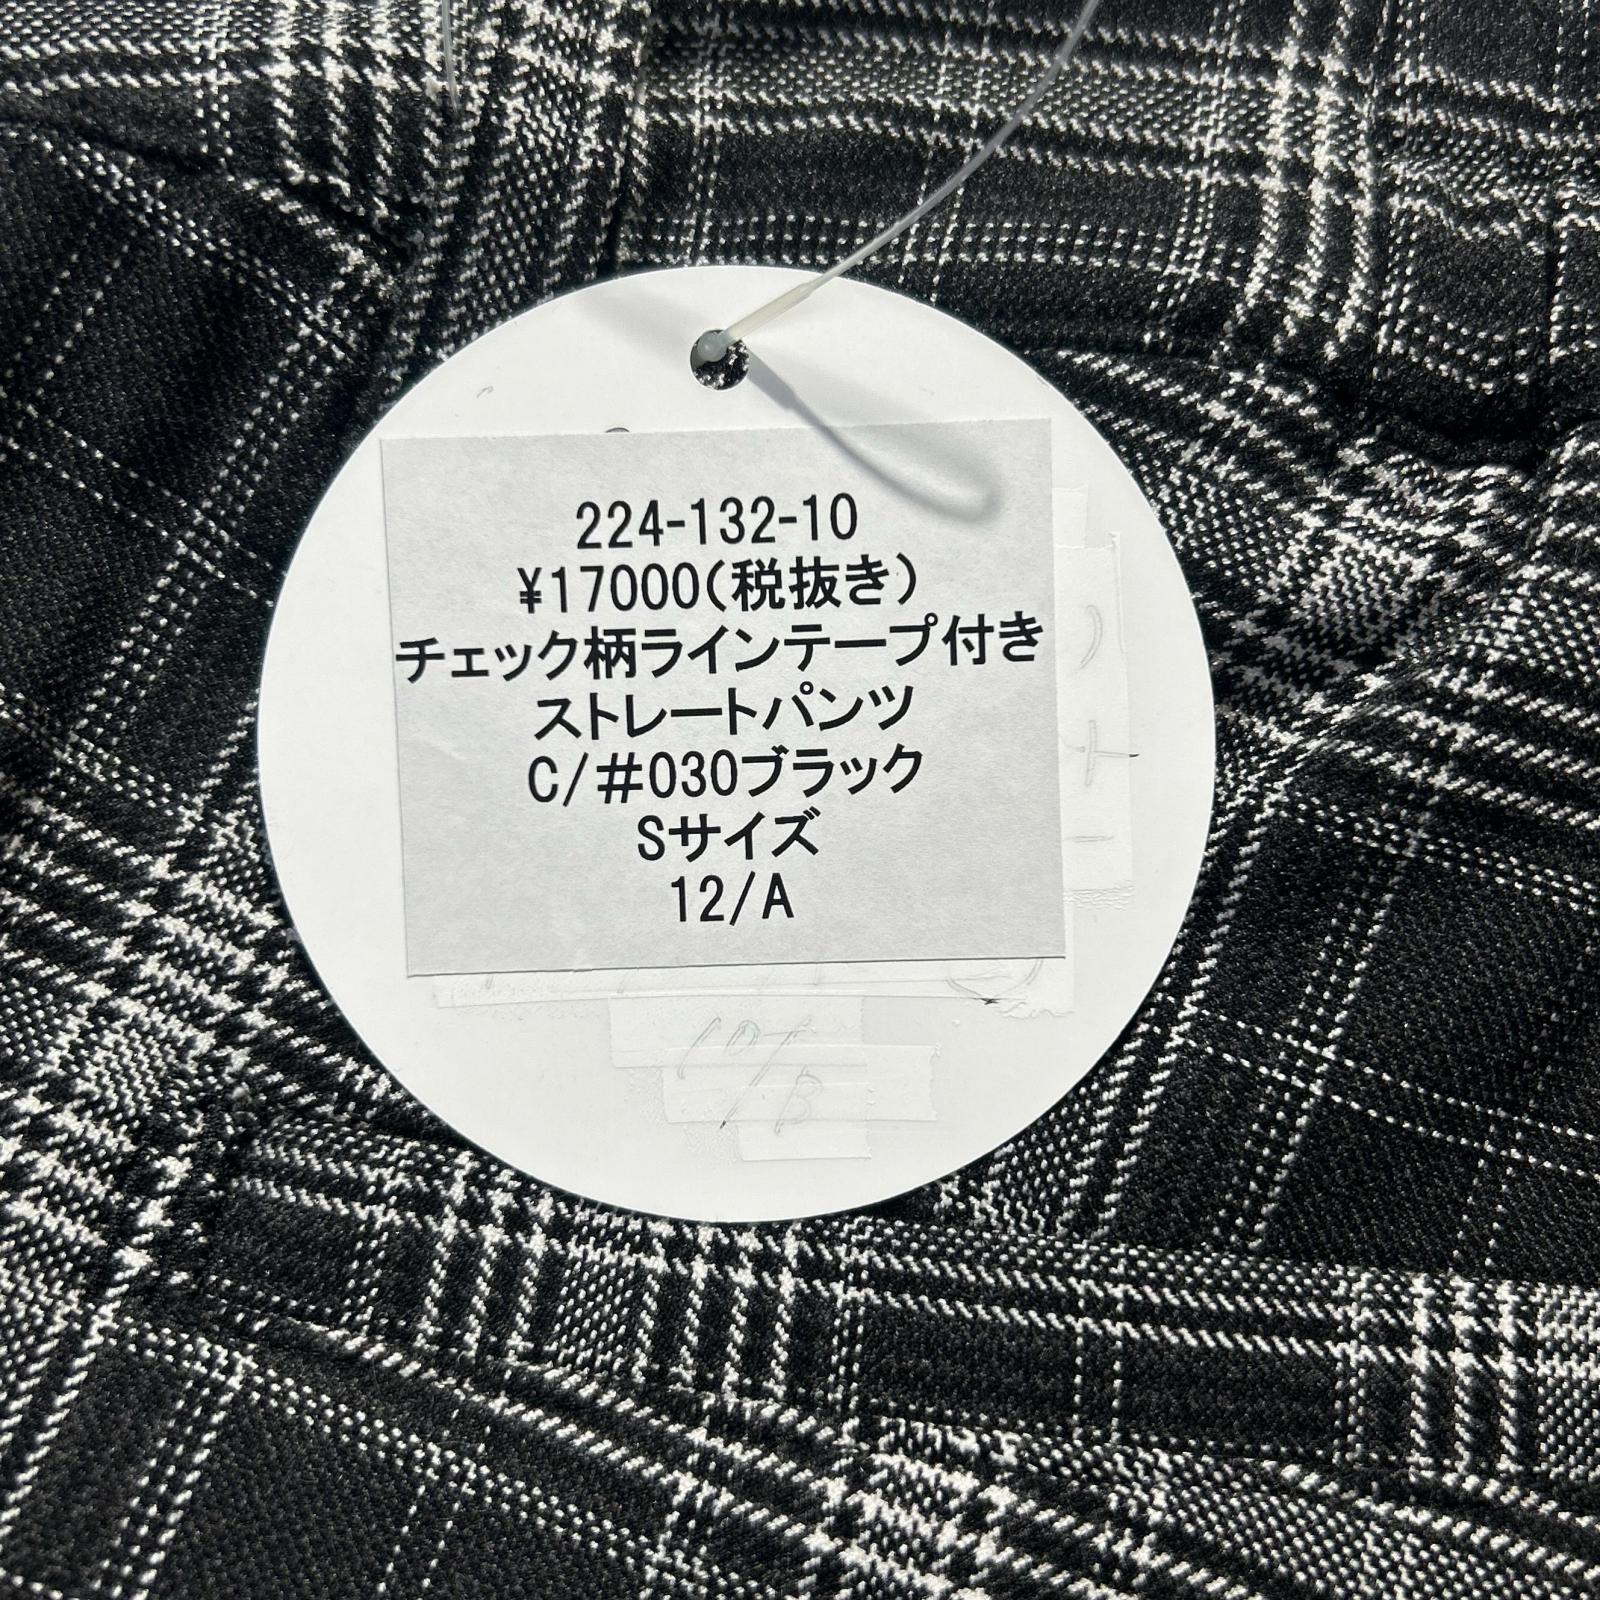 224-132-10
¥17000(税抜き)
チェック柄ラインテープ付き
ストレートパンツ
C/#030ブラック
Sサイズ
12/A
10/
B